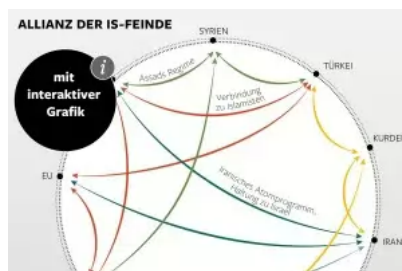 ALLIANZ DER IS-FEINDE
SYRIEN
i
mit
interaktiver
Grafik
Assads Regime
TÜRKEI
Verbindung
zu Islamisten
KURDE
EU
Iranisches Atomprogramm,
Haltung zu Israel
IRAN